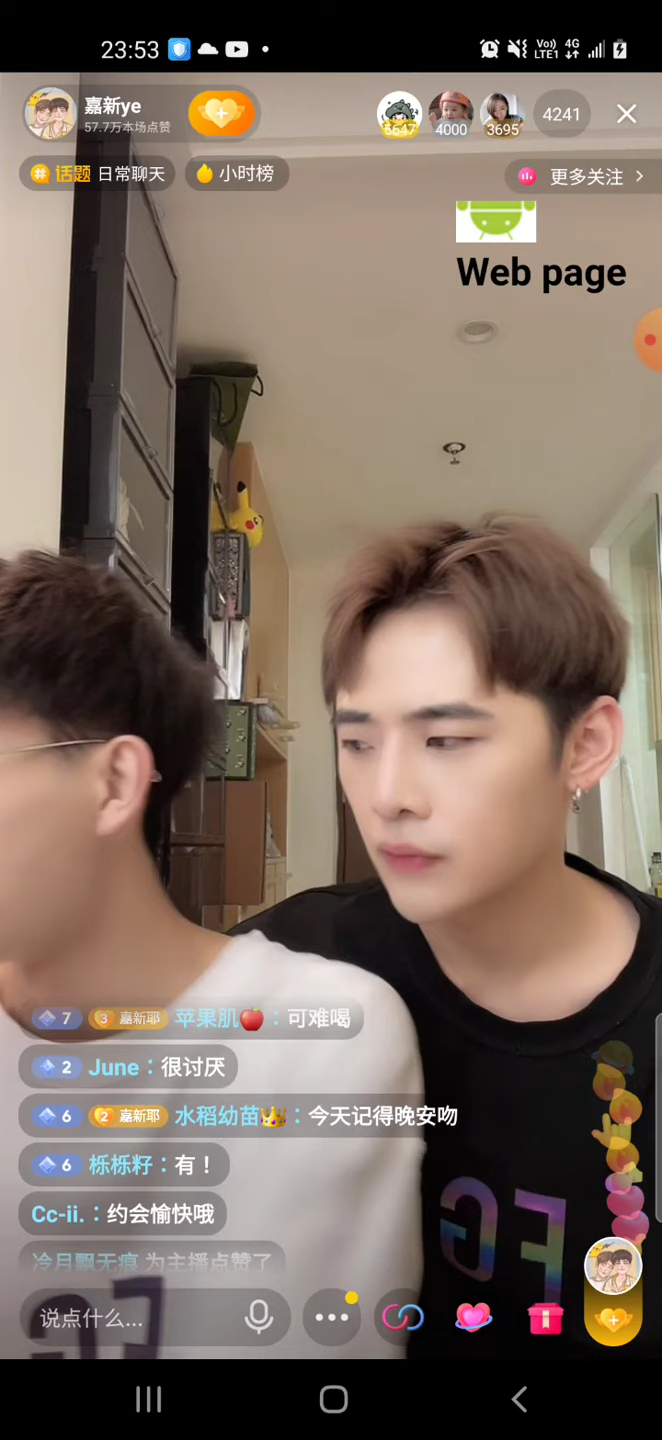 23:53
Vo)) 4G
LTE1
嘉新ye
57.7万本场点赞
5647
4000
3695
4241
话题 日常聊天
小时榜
更多关注
Web page
7 3 嘉新耶 苹果肌🍎：可难喝
2 June：很讨厌
6 2 嘉新耶 水稻幼苗👑：今天记得晚安吻
6 栎栎籽：有！
Cc-ii.：约会愉快哦
冷月飘无痕 为主播点赞了
说点什么...